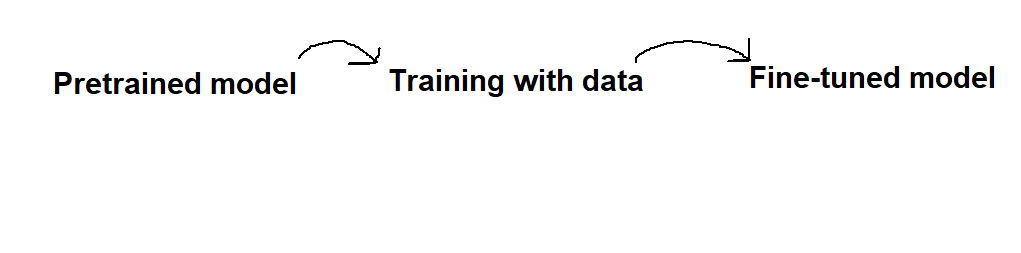 Pretrained model Training with data Fine-tuned model